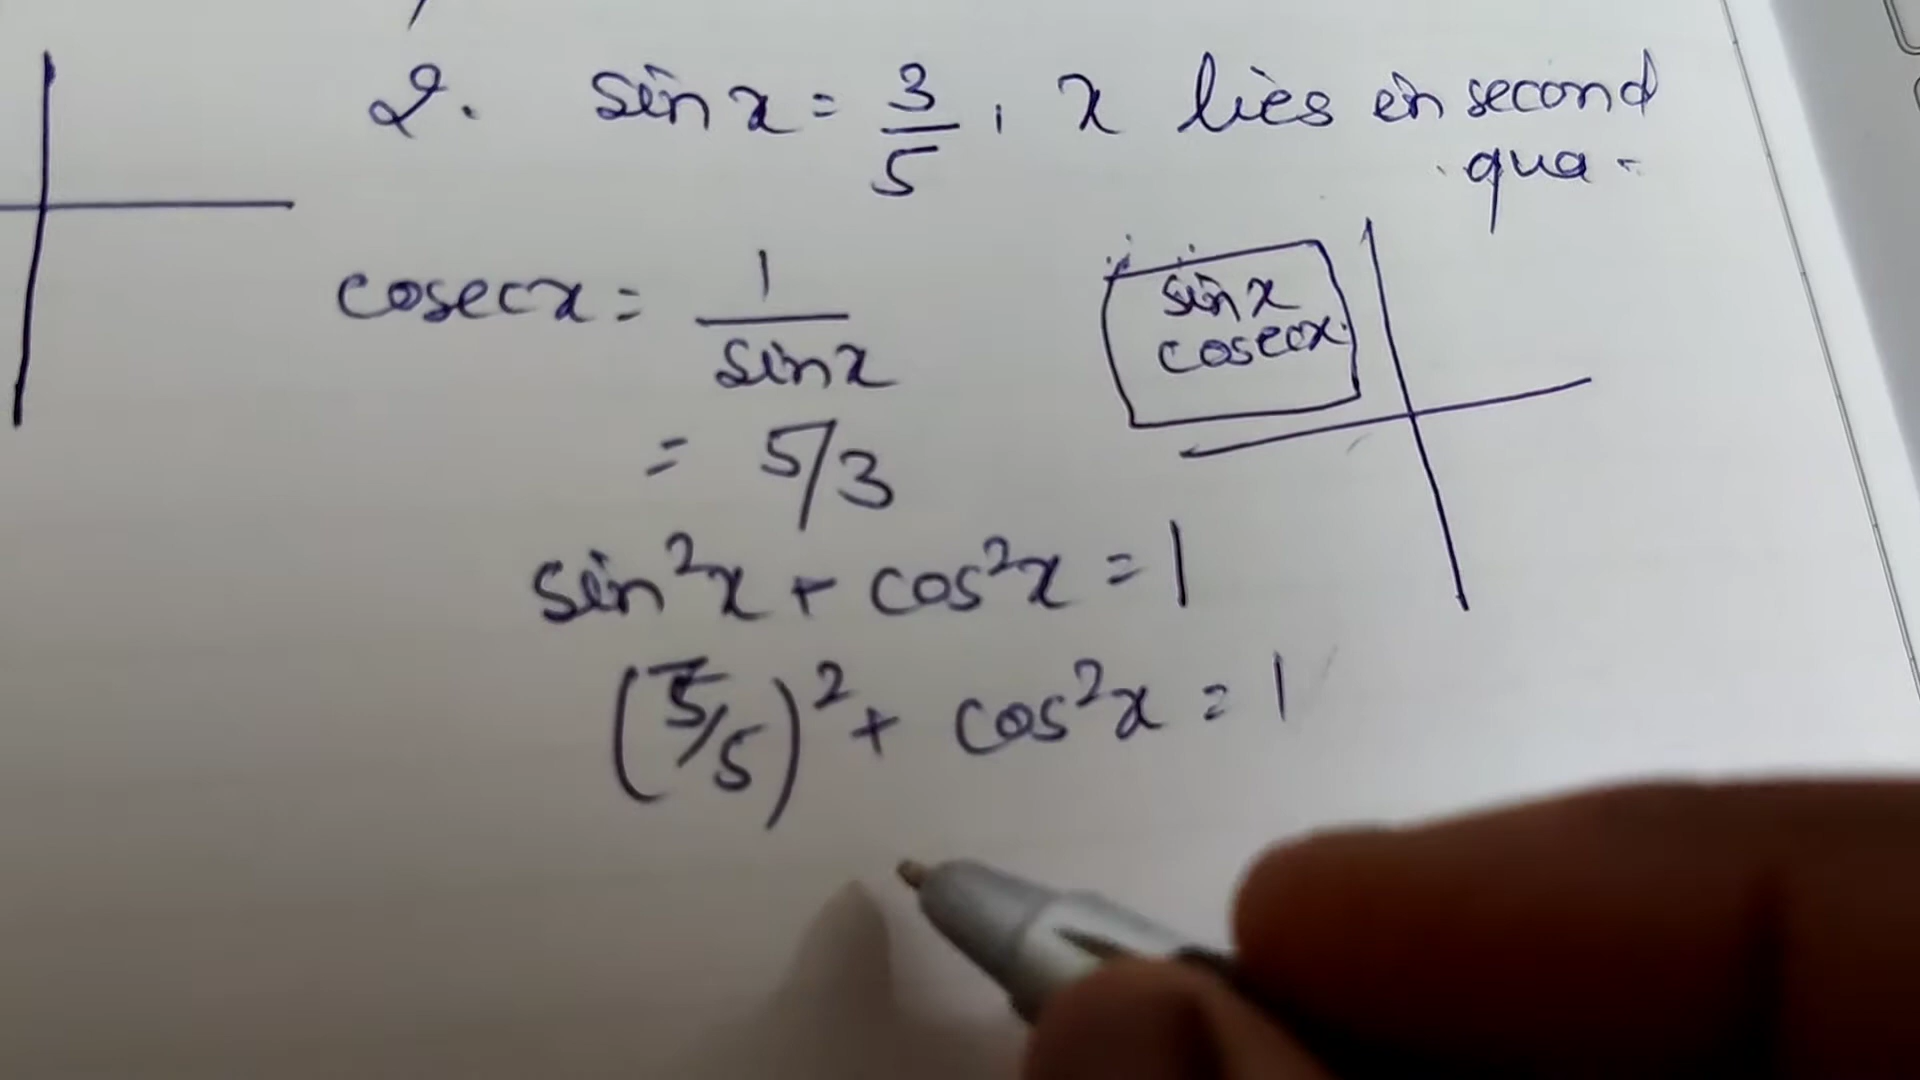 2. sin x = 3/5, x lies in second
qua-
cosec x = 1/sin x
sin x
cosec x
= 5/3
sin²x + cos²x = 1
(5/5)² + cos²x = 1